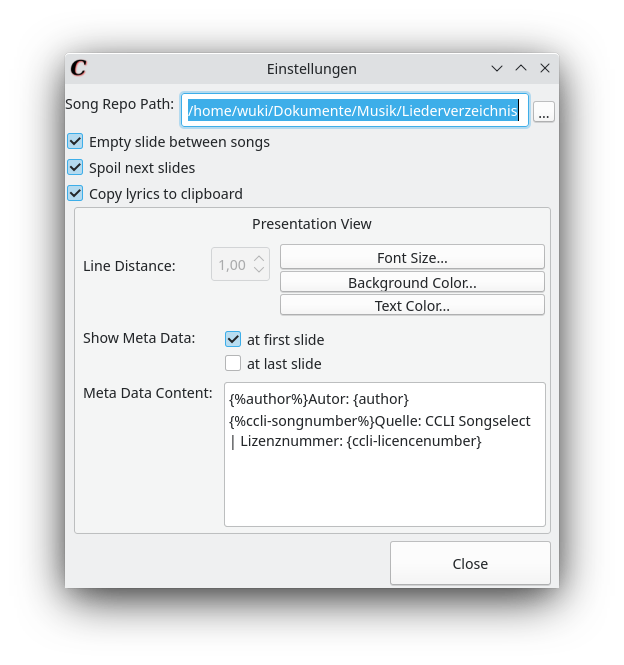 C Einstellungen
Song Repo Path: /home/wuki/Dokumente/Musik/Liederverzeichnis ...
Empty slide between songs
Spoil next slides
Copy lyrics to clipboard
Presentation View
Line Distance: 1,00 Font Size...
Background Color...
Text Color...
Show Meta Data: at first slide
at last slide
Meta Data Content: {%author%}Autor: {author}
{%ccli-songnumber%}Quelle: CCLI Songselect
| Lizenznummer: {ccli-licencenumber}
Close